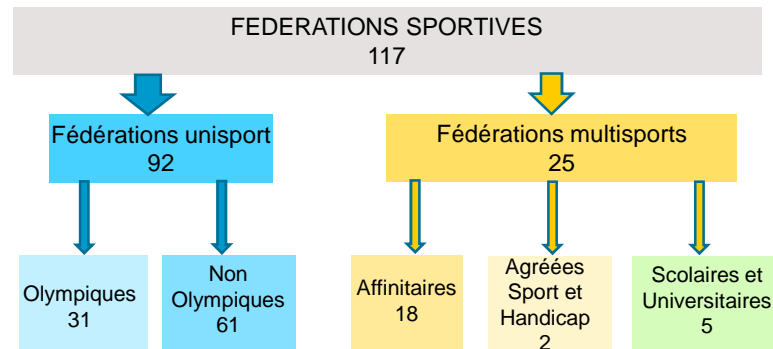 FEDERATIONS SPORTIVES
117
Fédérations unisport
92
Fédérations multisports
25
Olympiques
31
Non
Olympiques
61
Affinitaires
18
Agréées
Sport et
Handicap
2
Scolaires et
Universitaires
5